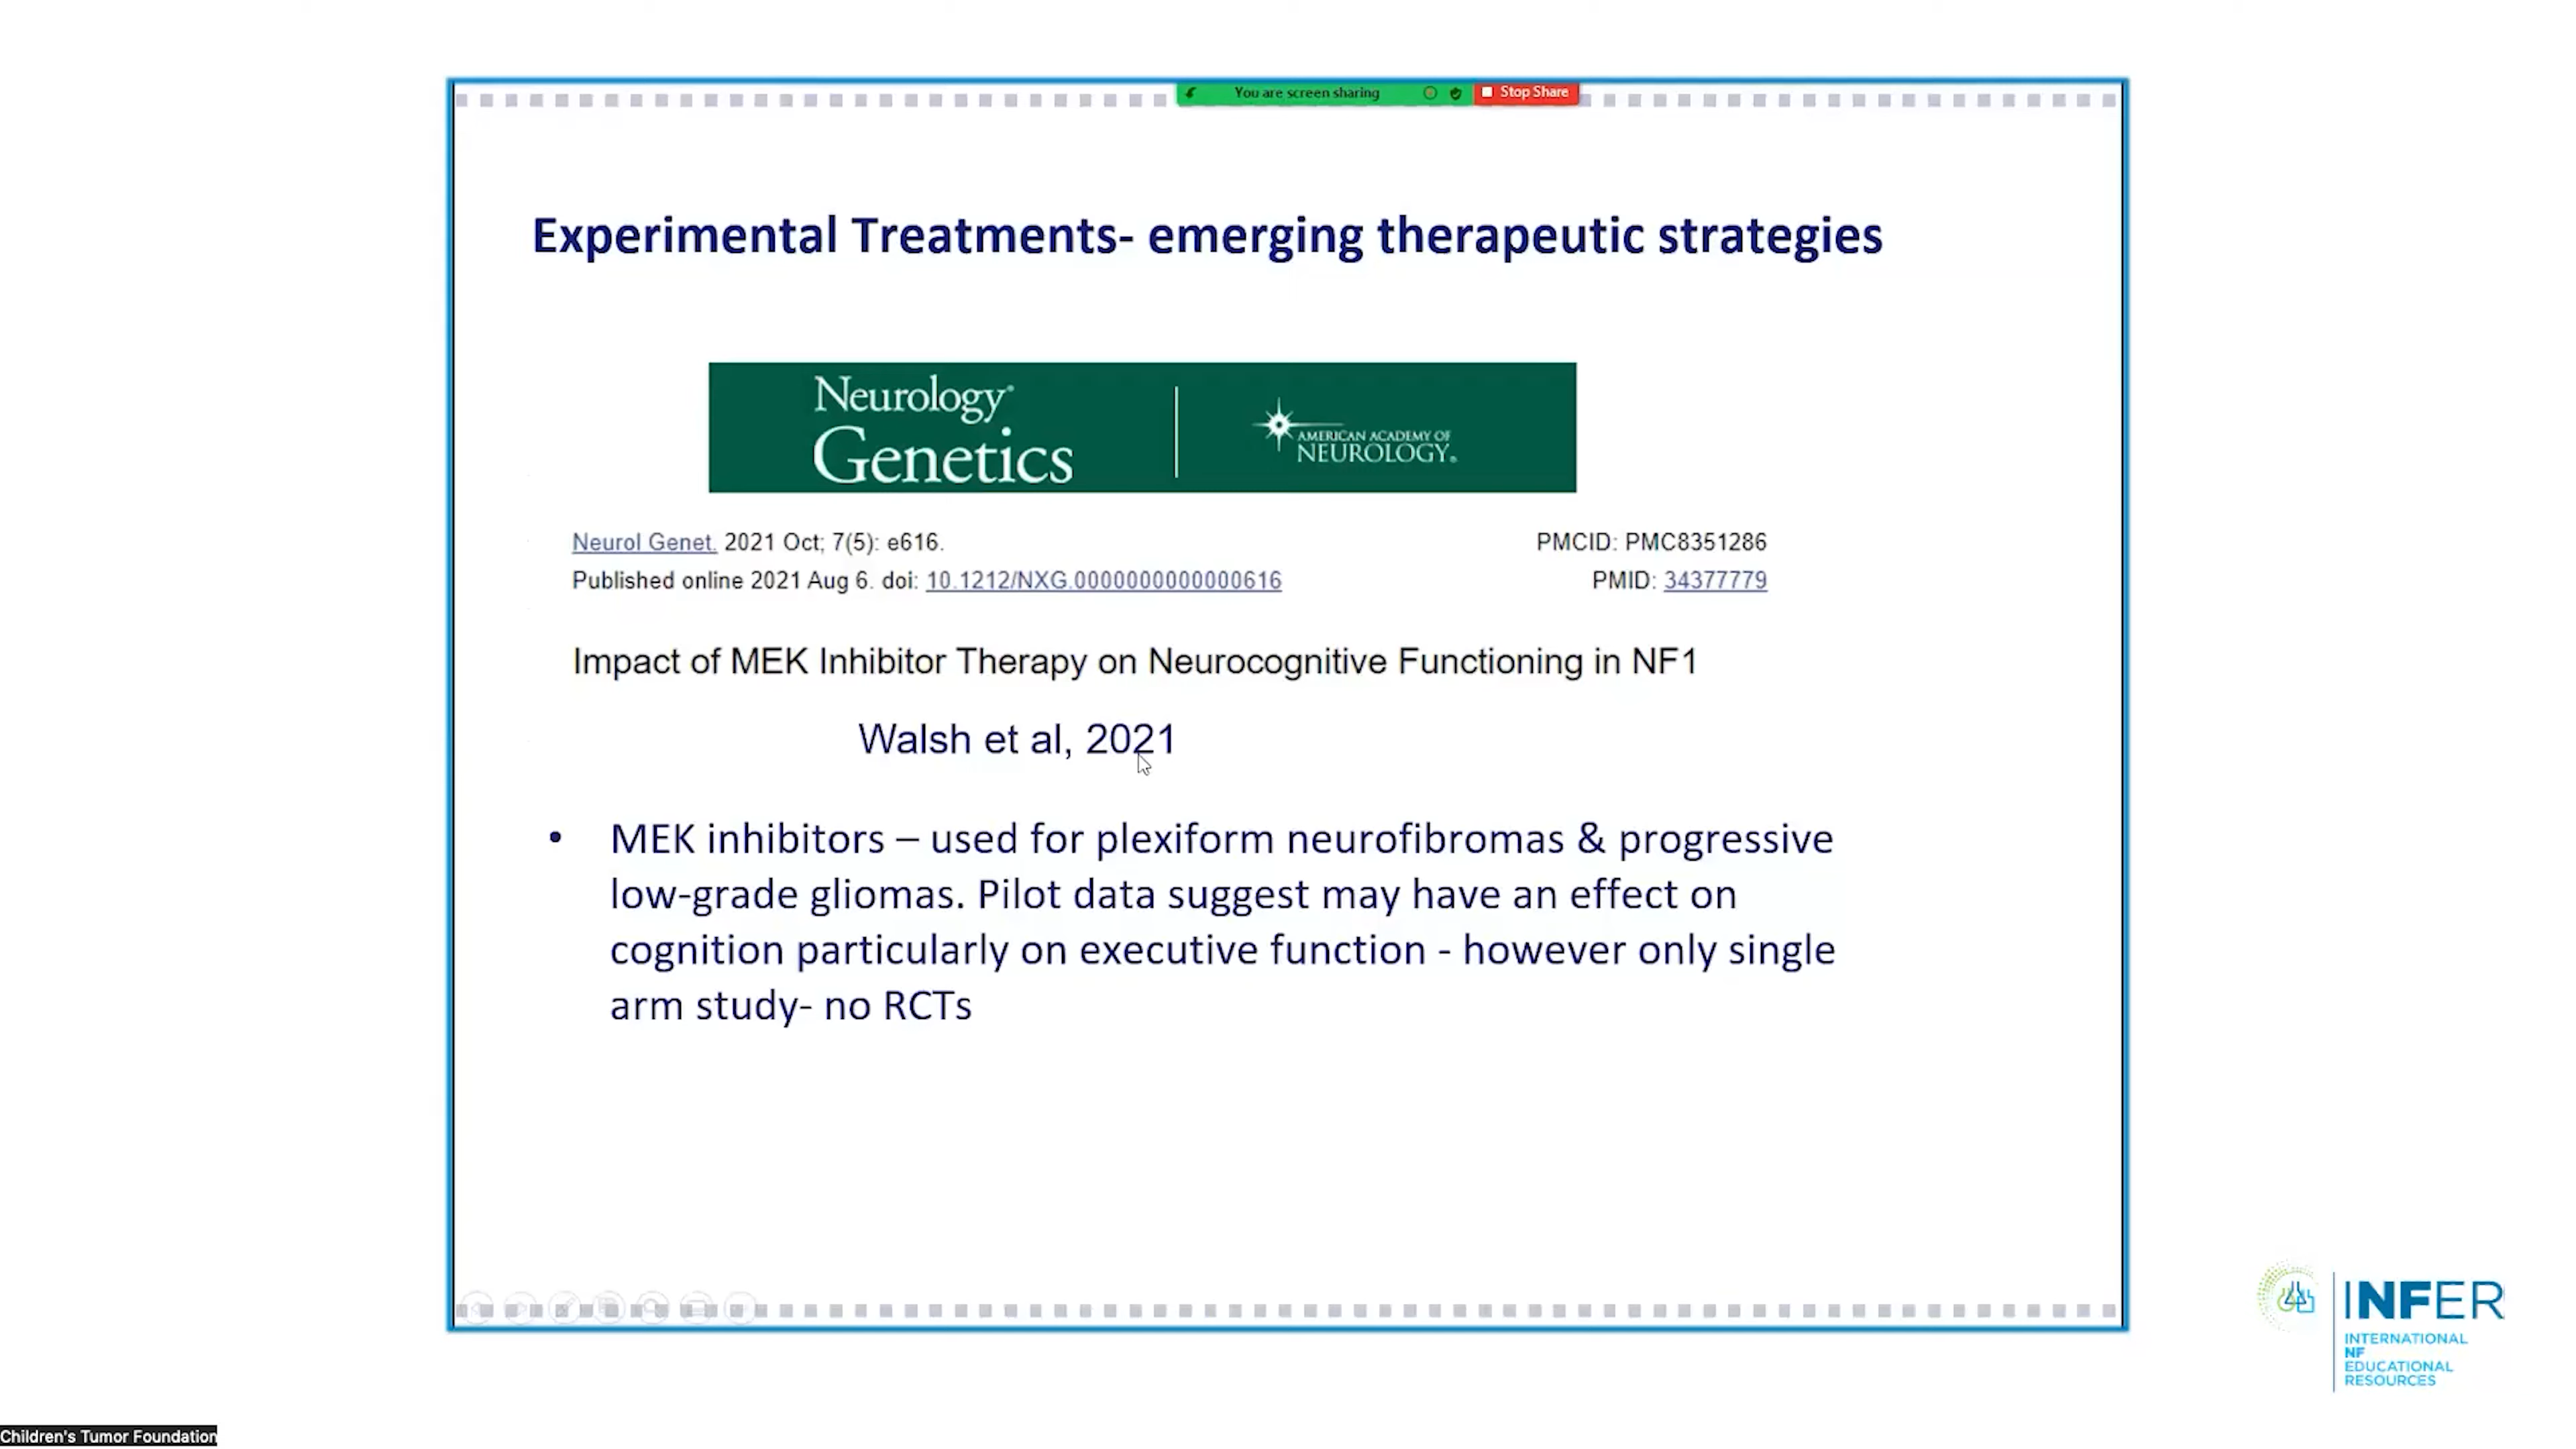 You are screen sharing
Stop Share
Experimental Treatments- emerging therapeutic strategies
Neurology®
Genetics
AMERICAN ACADEMY OF
NEUROLOGY®
Neurol Genet. 2021 Oct; 7(5): e616.
PMCID: PMC8351286
Published online 2021 Aug 6. doi: 10.1212/NXG.0000000000000616
PMID: 34377779
Impact of MEK Inhibitor Therapy on Neurocognitive Functioning in NF1
Walsh et al, 2021
• MEK inhibitors – used for plexiform neurofibromas & progressive
low-grade gliomas. Pilot data suggest may have an effect on
cognition particularly on executive function - however only single
arm study- no RCTs
INFER
INTERNATIONAL
NF
EDUCATIONAL
RESOURCES
Children's Tumor Foundation